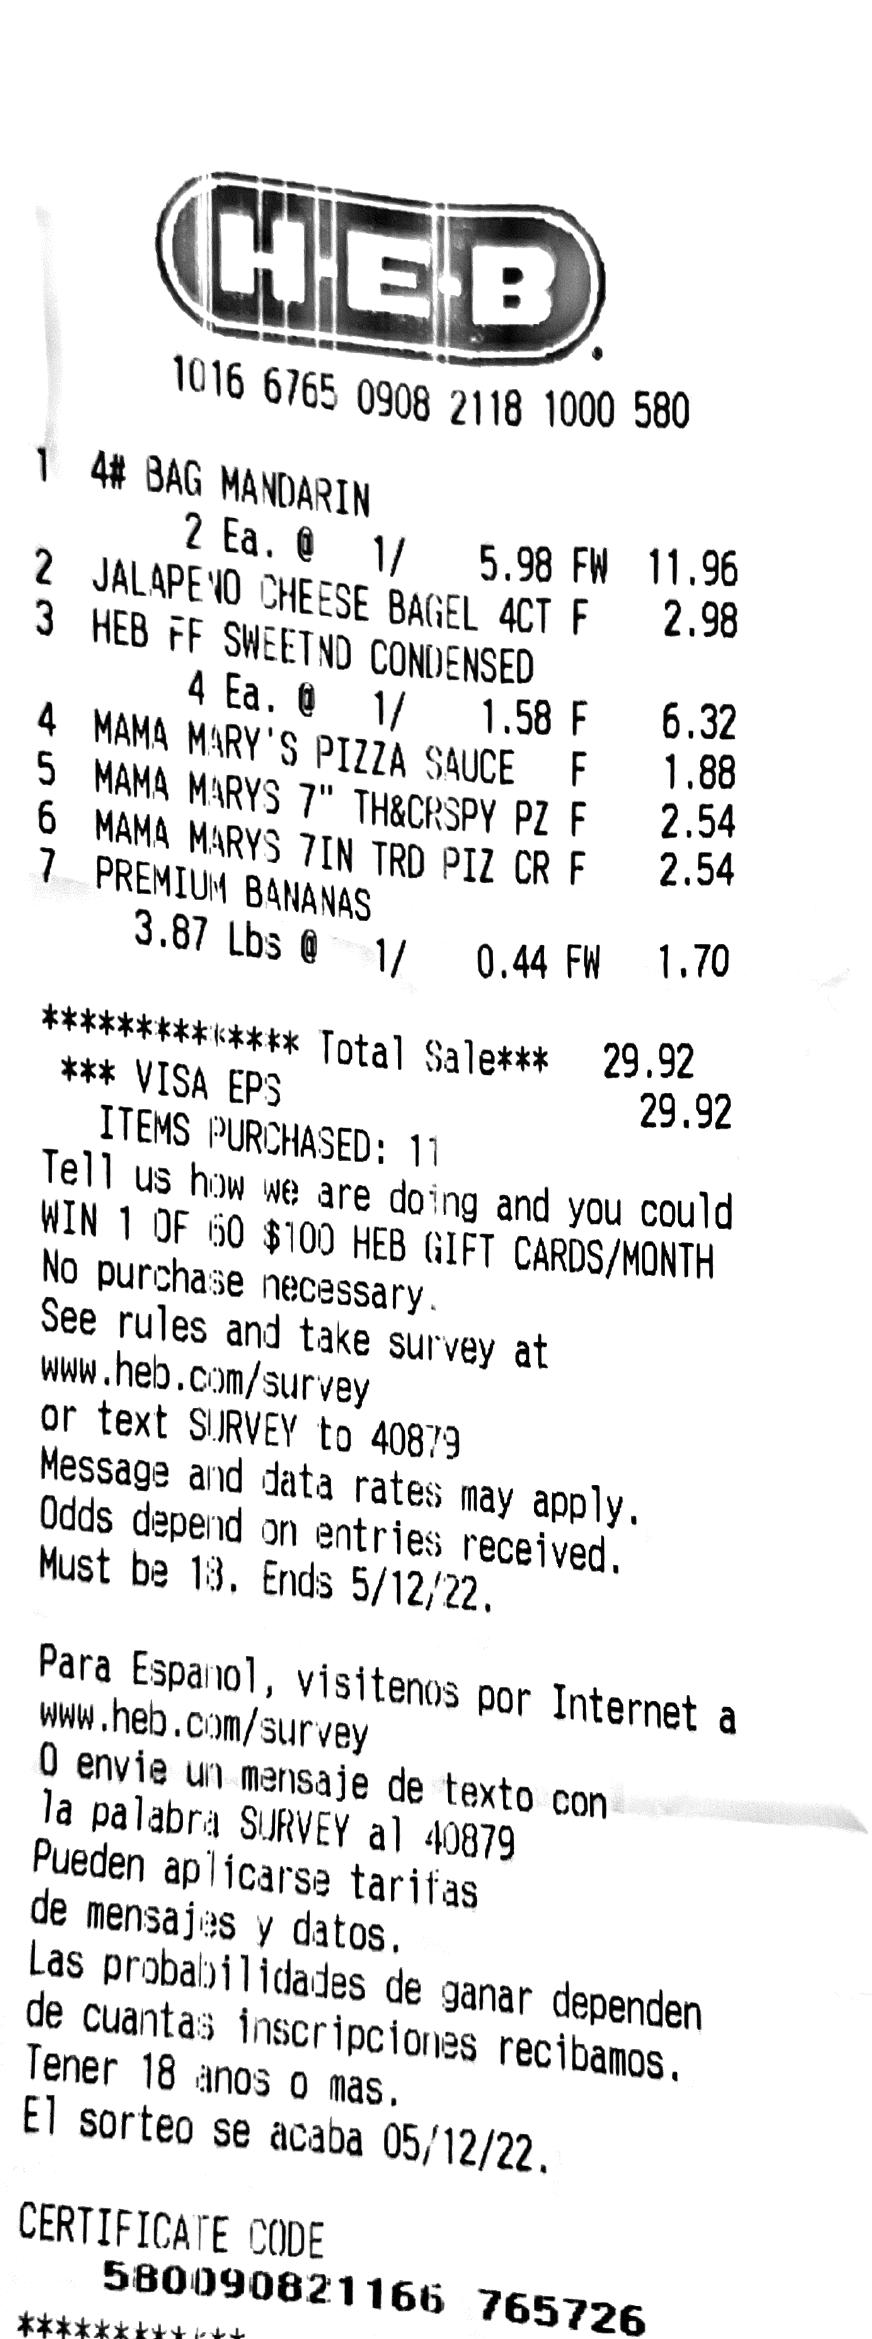 H-E-B
1016 6765 0908 2118 1000 580
1 4# BAG MANDARIN
2 Ea. @ 1/ 5.98 FW 11.96
2 JALAPENO CHEESE BAGEL 4CT F 2.98
3 HEB FF SWEETND CONDENSED
4 Ea. @ 1/ 1.58 F 6.32
4 MAMA MARY'S PIZZA SAUCE F 1.88
5 MAMA MARYS 7" TH&CRSPY PZ F 2.54
6 MAMA MARYS 7IN TRD PIZ CR F 2.54
7 PREMIUM BANANAS
3.87 Lbs @ 1/ 0.44 FW 1.70
****************** Total Sale*** 29.92
*** VISA EPS 29.92
ITEMS PURCHASED: 11
Tell us how we are doing and you could
WIN 1 OF 60 $100 HEB GIFT CARDS/MONTH
No purchase necessary.
See rules and take survey at
www.heb.com/survey
or text SURVEY to 40879
Message and data rates may apply.
Odds depend on entries received.
Must be 18. Ends 5/12/22.
Para Espanol, visitenos por Internet a
www.heb.com/survey
O envie un mensaje de texto con
la palabra SURVEY al 40879
Pueden aplicarse tarifas
de mensajes y datos.
Las probabilidades de ganar dependen
de cuantas inscripciones recibamos.
Tener 18 anos o mas.
El sorteo se acaba 05/12/22.
CERTIFICATE CODE
580090821166 765726
************